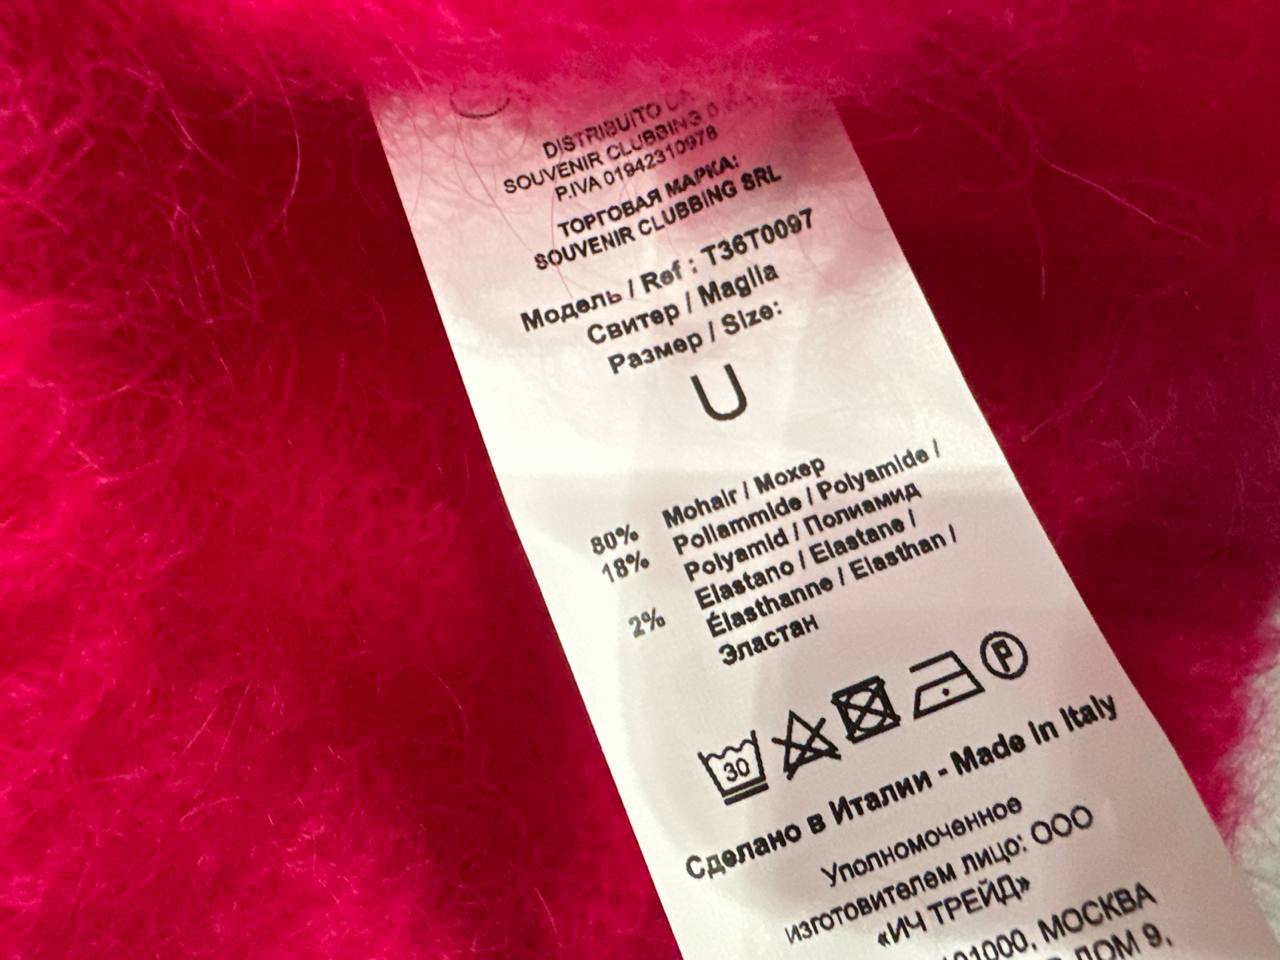 DISTRIBUITO
SOUVENIR CLUBBING
P.IVA 01942310978
ТОРГОВАЯ МАРКА:
SOUVENIR CLUBBING SRL
Модель / Ref : T36T0097
Свитер / Maglia
Размер / Size:
U
80% Mohair / Мохер
18% Poliammide / Polyamide /
Polyamid / Полиамид
2% Elastano / Elastane /
Élasthanne / Elasthan /
Эластан
30 P
Сделано в Италии - Made in Italy
Уполномоченное
изготовителем лицо: ООО
«ИЧ ТРЕЙД»
101000, МОСКВА
ДОМ 9,